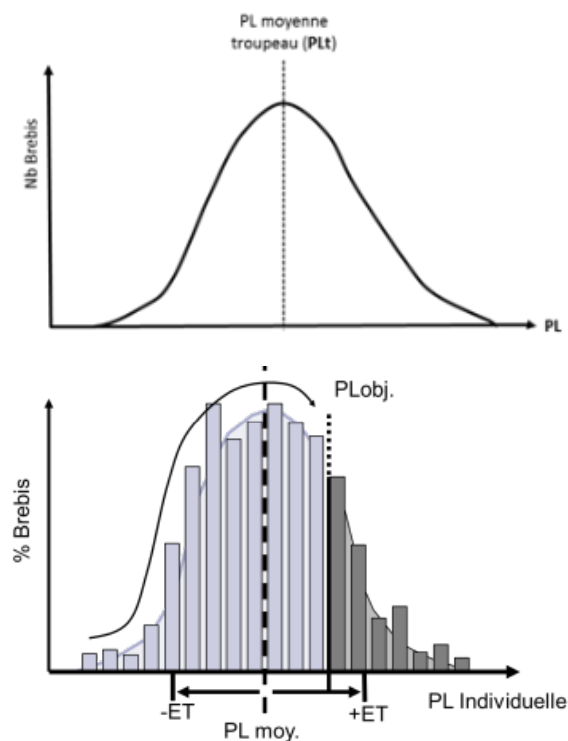 PL moyenne
troupeau (PLt)
Nb Brebis
PL
PLobj.
% Brebis
PL Individuelle
-ET
+ET
PL moy.